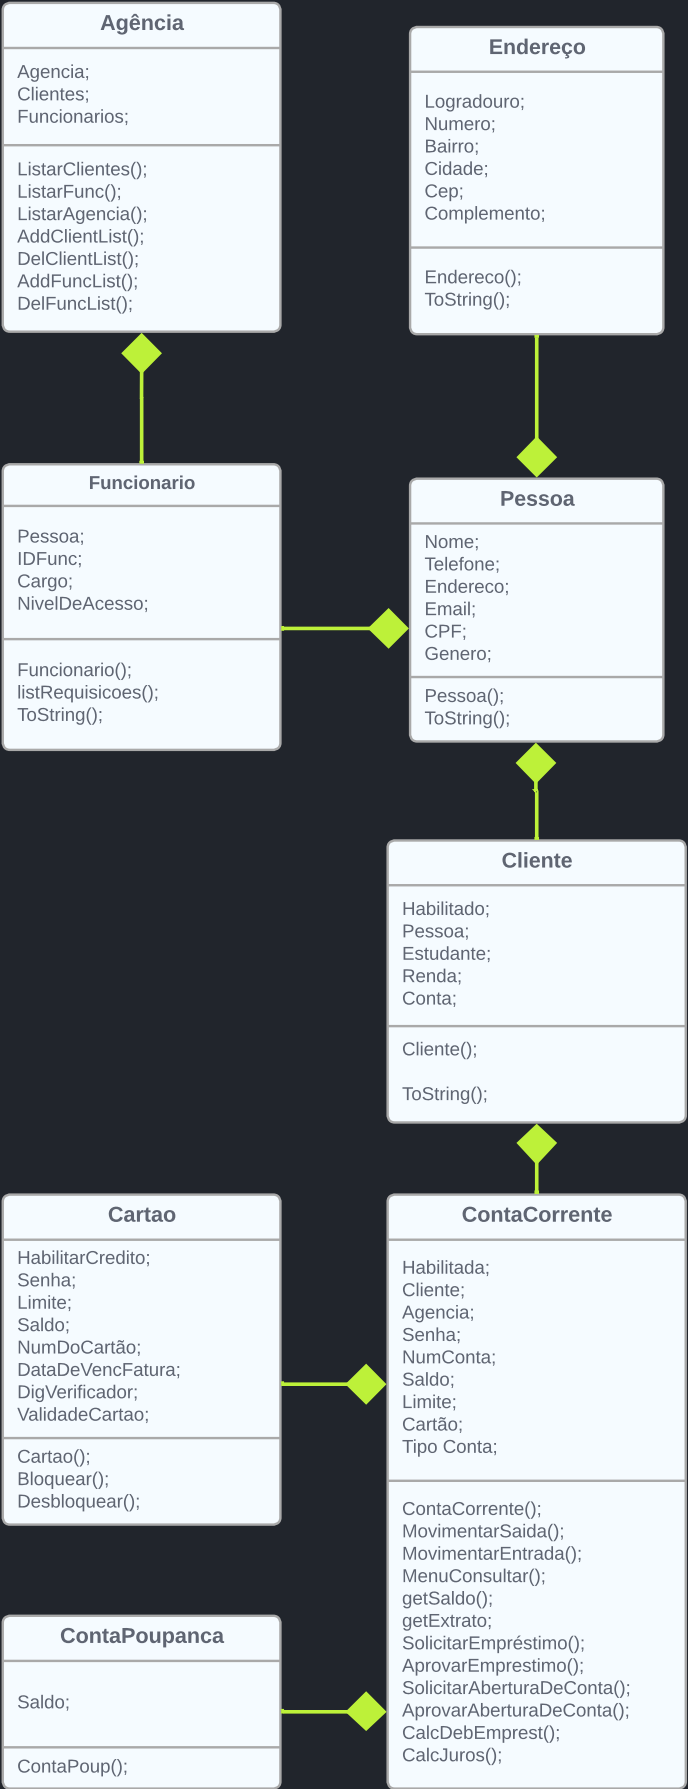 Agência
Agencia;
Clientes;
Funcionarios;
ListarClientes();
ListarFunc();
ListarAgencia();
AddClientList();
DelClientList();
AddFuncList();
DelFuncList();
Endereço
Logradouro;
Numero;
Bairro;
Cidade;
Cep;
Complemento;
Endereco();
ToString();
Funcionario
Pessoa;
IDFunc;
Cargo;
NivelDeAcesso;
Funcionario();
listRequisicoes();
ToString();
Pessoa
Nome;
Telefone;
Endereco;
Email;
CPF;
Genero;
Pessoa();
ToString();
Cliente
Habilitado;
Pessoa;
Estudante;
Renda;
Conta;
Cliente();
ToString();
Cartao
HabilitarCredito;
Senha;
Limite;
Saldo;
NumDoCartão;
DataDeVencFatura;
DigVerificador;
ValidadeCartao;
Cartao();
Bloquear();
Desbloquear();
ContaCorrente
Habilitada;
Cliente;
Agencia;
Senha;
NumConta;
Saldo;
Limite;
Cartão;
Tipo Conta;
ContaCorrente();
MovimentarSaida();
MovimentarEntrada();
MenuConsultar();
getSaldo();
getExtrato;
SolicitarEmpréstimo();
AprovarEmprestimo();
SolicitarAberturaDeConta();
AprovarAberturaDeConta();
CalcDebEmprest();
CalcJuros();
ContaPoupanca
Saldo;
ContaPoup();